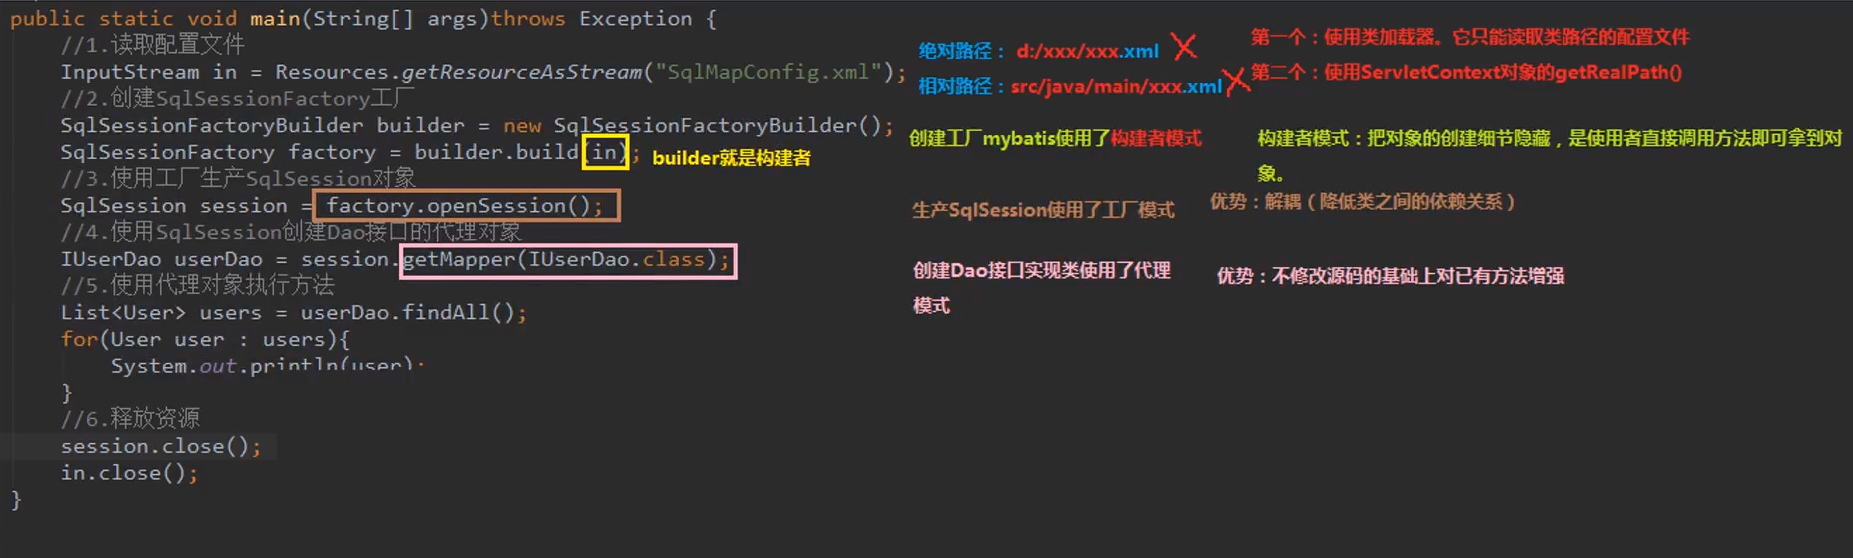 public static void main(String[] args)throws Exception {
//1.读取配置文件
InputStream in = Resources.getResourceAsStream("SqlMapConfig.xml");
//2.创建SqlSessionFactory工厂
SqlSessionFactoryBuilder builder = new SqlSessionFactoryBuilder();
SqlSessionFactory factory = builder.build(in);
builder就是构建者
//3.使用工厂生产SqlSession对象
SqlSession session = factory.openSession();
//4.使用SqlSession创建Dao接口的代理对象
IUserDao userDao = session.getMapper(IUserDao.class);
//5.使用代理对象执行方法
List<User> users = userDao.findAll();
for(User user : users){
System.out.println(user);
}
//6.释放资源
session.close();
in.close();
}
绝对路径： d:/xxx/xxx.xml
相对路径：src/java/main/xxx.xml
第一个：使用类加载器。它只能读取类路径的配置文件
第二个：使用ServletContext对象的getRealPath()
创建工厂mybatis使用了构建者模式
构建者模式：把对象的创建细节隐藏，是使用者直接调用方法即可拿到对
象。
生产SqlSession使用了工厂模式
优势：解耦（降低类之间的依赖关系）
创建Dao接口实现类使用了代理
模式
优势：不修改源码的基础上对已有方法增强